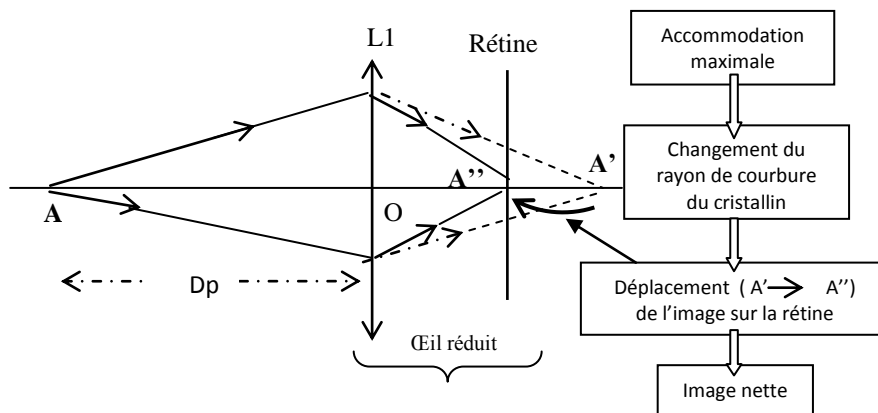 L1
Rétine
A
O
A''
A'
Dp
Œil réduit
Accommodation
maximale
Changement du
rayon de courbure
du cristallin
Déplacement ( A' → A'')
de l'image sur la rétine
Image nette